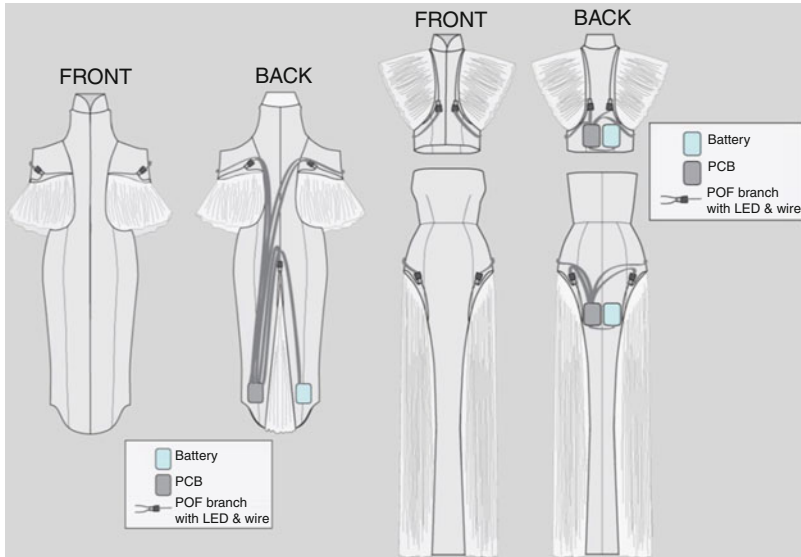 FRONT
BACK
Battery
PCB
POF branch
with LED & wire
FRONT
BACK
Battery
PCB
POF branch
with LED & wire